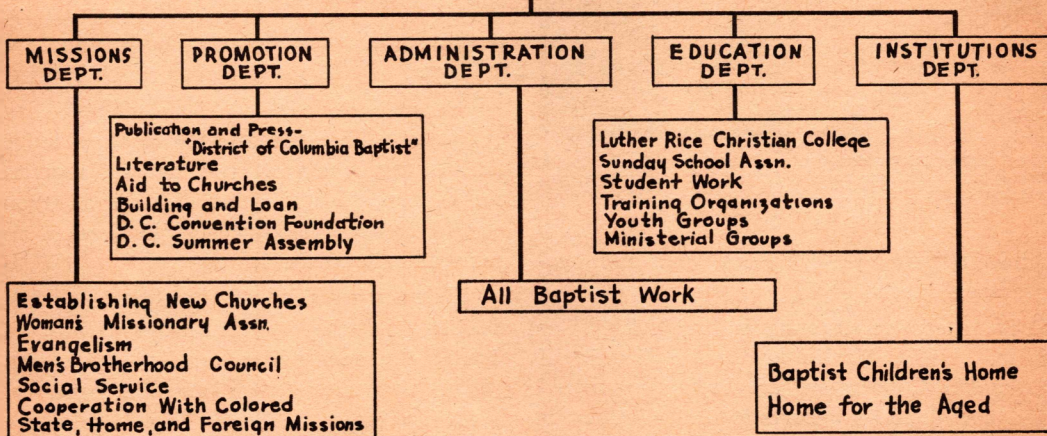 MISSIONS
DEPT.
PROMOTION
DEPT.
ADMINISTRATION
DEPT.
EDUCATION
DEPT.
INSTITUTIONS
DEPT.
Publication and Press-
"District of Columbia Baptist"
Literature
Aid to Churches
Building and Loan
D. C. Convention Foundation
D. C. Summer Assembly
Luther Rice Christian College
Sunday School Assn.
Student Work
Training Organizations
Youth Groups
Ministerial Groups
Establishing New Churches
Woman's Missionary Assn.
Evangelism
Men's Brotherhood Council
Social Service
Cooperation With Colored
State, Home, and Foreign Missions
All Baptist Work
Baptist Children's Home
Home for the Aged